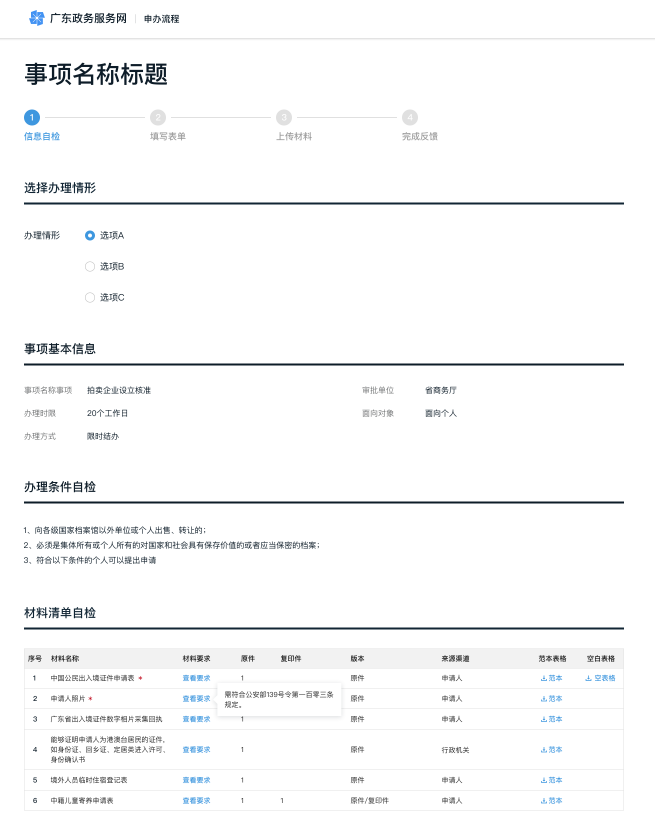 广东政务服务网 申办流程
事项名称标题
1 2 3 4
信息自检 填写表单 上传材料 完成反馈
选择办理情形
办理情形 选项A
选项B
选项C
事项基本信息
事项名称事项 拍卖企业设立核准 审批单位 省商务厅
办理时限 20个工作日 面向对象 面向个人
办理方式 限时结办
办理条件自检
1、向各级国家档案馆以外单位或个人出售、转让的；
2、必须是集体所有或个人所有的对国家和社会具有保存价值的或者应当保密的档案；
3、符合以下条件的个人可以提出申请
材料清单自检
序号 材料名称 材料要求 原件 复印件 版本 来源渠道 范本表格 空白表格
1 中国公民出入境证件申请表 * 查看要求 1 原件 申请人 范本 空表格
2 申请人照片 * 查看要求 原件 申请人 范本
需符合公安部139号令第一百零三条
规定。
3 广东省出入境证件数字相片采集回执 查看要求 1 原件 申请人 范本
能够证明申请人为港澳台居民的证件，
4 如身份证、回乡证、定居类进入许可、 查看要求 1 原件 行政机关 范本
身份确认书
5 境外人员临时住宿登记表 查看要求 1 原件 申请人 范本
6 中籍儿童寄养申请表 查看要求 1 1 原件/复印件 申请人 范本